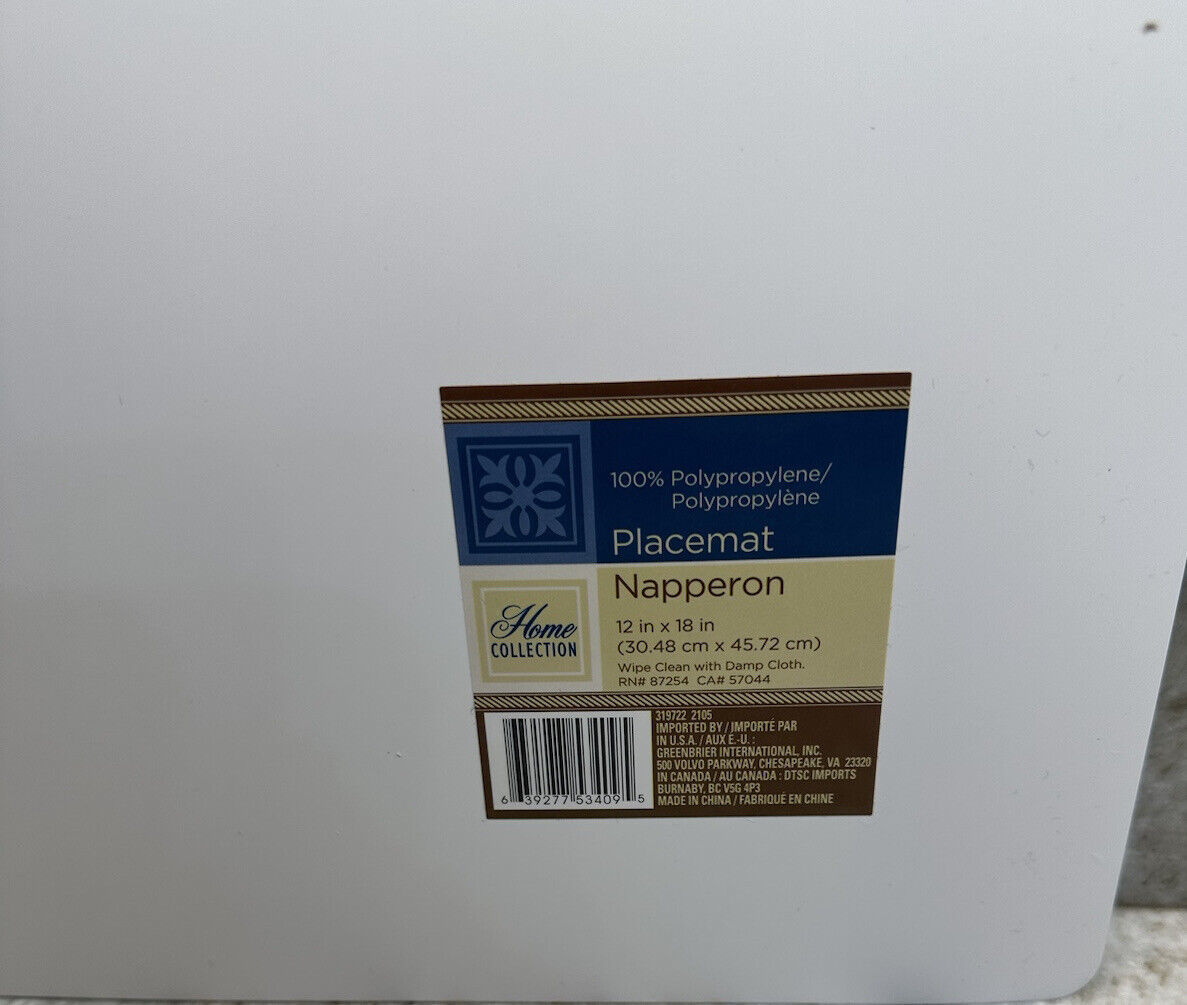 100% Polypropylene/
Polypropylène
Placemat
Napperon
Home
COLLECTION
12 in x 18 in
(30.48 cm x 45.72 cm)
Wipe Clean with Damp Cloth.
RN# 87254 CA# 57044
319722 2105
IMPORTED BY / IMPORTÉ PAR
IN U.S.A. / AUX É.-U. :
GREENBRIER INTERNATIONAL, INC.
500 VOLVO PARKWAY, CHESAPEAKE, VA 23320
IN CANADA / AU CANADA : DTSC IMPORTS
BURNABY, BC V5G 4P3
MADE IN CHINA / FABRIQUÉ EN CHINE
6 39277 53409 5